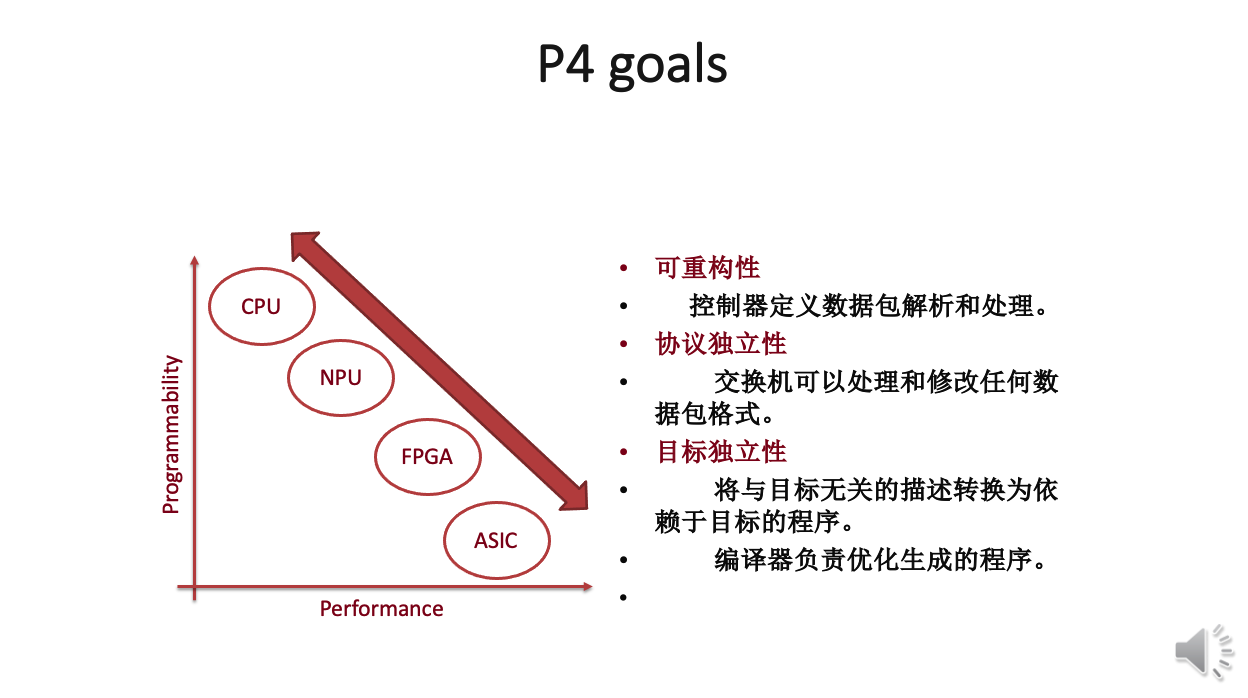 P4 goals
CPU
NPU
FPGA
ASIC
Programmability
Performance
• 可重构性
• 控制器定义数据包解析和处理。
• 协议独立性
• 交换机可以处理和修改任何数
据包格式。
• 目标独立性
• 将与目标无关的描述转换为依
赖于目标的程序。
• 编译器负责优化生成的程序。
•